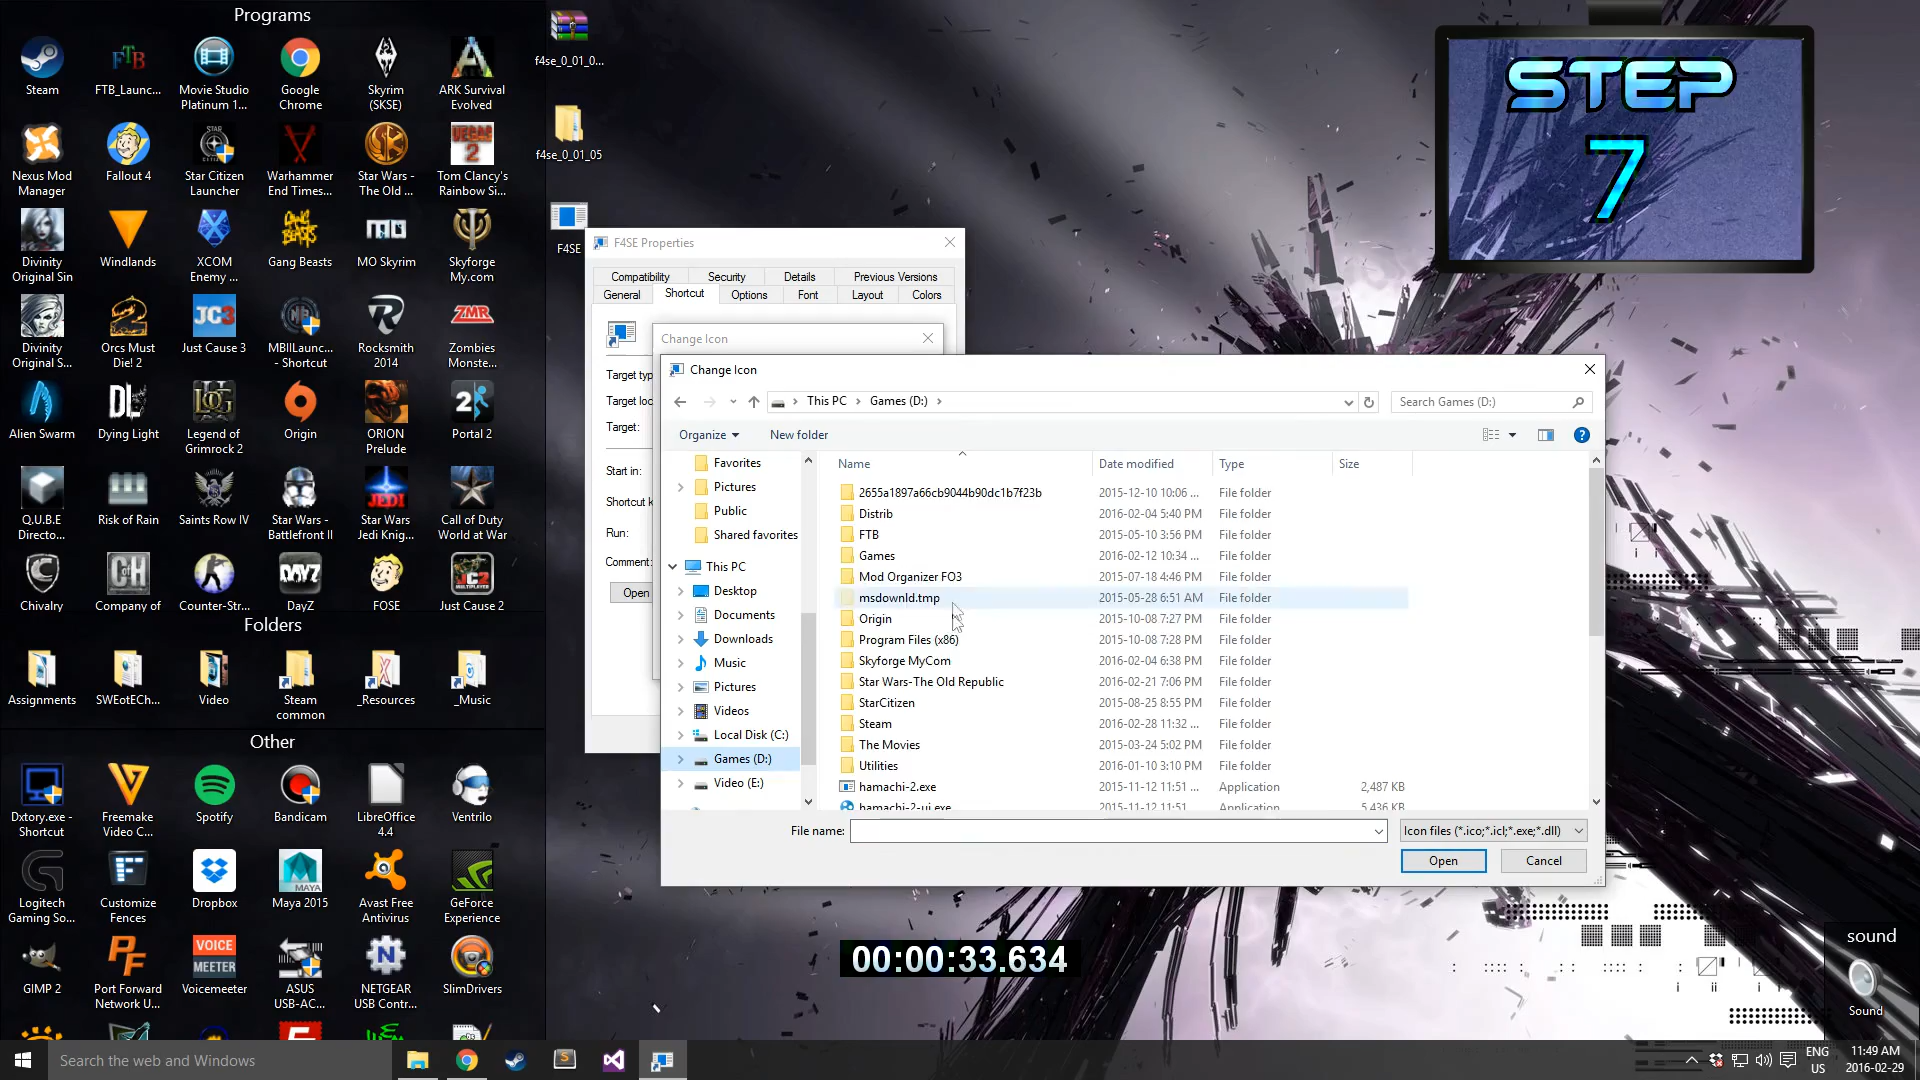 Programs
Steam
FTB_Launc...
Movie Studio
Platinum 1...
Google
Chrome
Skyrim
(SKSE)
ARK Survival
Evolved
Nexus Mod
Manager
Fallout 4
Star Citizen
Launcher
Warhammer
End Times...
Star Wars -
The Old ...
Tom Clancy's
Rainbow Si...
Divinity
Original Sin
Windlands
XCOM
Enemy ...
Gang Beasts
MO Skyrim
Skyforge
My.com
Divinity
Original S...
Orcs Must
Die! 2
Just Cause 3
MBIILaunc...
- Shortcut
Rocksmith
2014
Zombies
Monste...
Alien Swarm
Dying Light
Legend of
Grimrock 2
Origin
ORION
Prelude
Portal 2
Q.U.B.E
Directo...
Risk of Rain
Saints Row IV
Star Wars -
Battlefront II
Star Wars
Jedi Knig...
Call of Duty
World at War
Chivalry
Company of
Counter-Str...
DayZ
FOSE
Just Cause 2
Folders
Assignments
SWEotECh...
Video
Steam
common
_Resources
_Music
Other
Dxtory.exe -
Shortcut
Freemake
Video C...
Spotify
Bandicam
LibreOffice
4.4
Ventrilo
Logitech
Gaming So...
Customize
Fences
Dropbox
Maya 2015
Avast Free
Antivirus
GeForce
Experience
GIMP 2
Port Forward
Network U...
Voicemeeter
ASUS
USB-AC...
NETGEAR
USB Contr...
SlimDrivers
f4se_0_01_0...
f4se_0_01_05
F4SE
F4SE Properties
Compatibility
Security
Details
Previous Versions
General
Shortcut
Options
Font
Layout
Colors
Target typ
Target loc
Target:
Start in:
Shortcut k
Run:
Comment:
Open
Change Icon
Change Icon
This PC
Games (D:)
Search Games (D:)
Organize
New folder
Favorites
Pictures
Public
Shared favorites
This PC
Desktop
Documents
Downloads
Music
Pictures
Videos
Local Disk (C:)
Games (D:)
Video (E:)
Name Date modified Type Size
2655a1897a66cb9044b90dc1b7f23b 2015-12-10 10:06 ... File folder
Distrib 2016-02-04 5:40 PM File folder
FTB 2015-05-10 3:56 PM File folder
Games 2016-02-12 10:34 ... File folder
Mod Organizer FO3 2015-07-18 4:46 PM File folder
msdownld.tmp 2015-05-28 6:51 AM File folder
Origin 2015-10-08 7:27 PM File folder
Program Files (x86) 2015-10-08 7:28 PM File folder
Skyforge MyCom 2016-02-04 6:38 PM File folder
Star Wars-The Old Republic 2016-02-21 7:06 PM File folder
StarCitizen 2015-08-25 8:55 PM File folder
Steam 2016-02-28 11:32 ... File folder
The Movies 2015-03-24 5:02 PM File folder
Utilities 2016-01-10 3:10 PM File folder
hamachi-2.exe 2015-11-12 11:51 ... Application 2,487 KB
hamachi-2-ui.exe 2015-11-12 11:51 Application 5,436 KB
File name:
Icon files (*.ico;*.icl;*.exe;*.dll)
Open
Cancel
STEP
7
00:00:33.634
sound
Sound
Search the web and Windows
ENG
US
11:49 AM
2016-02-29